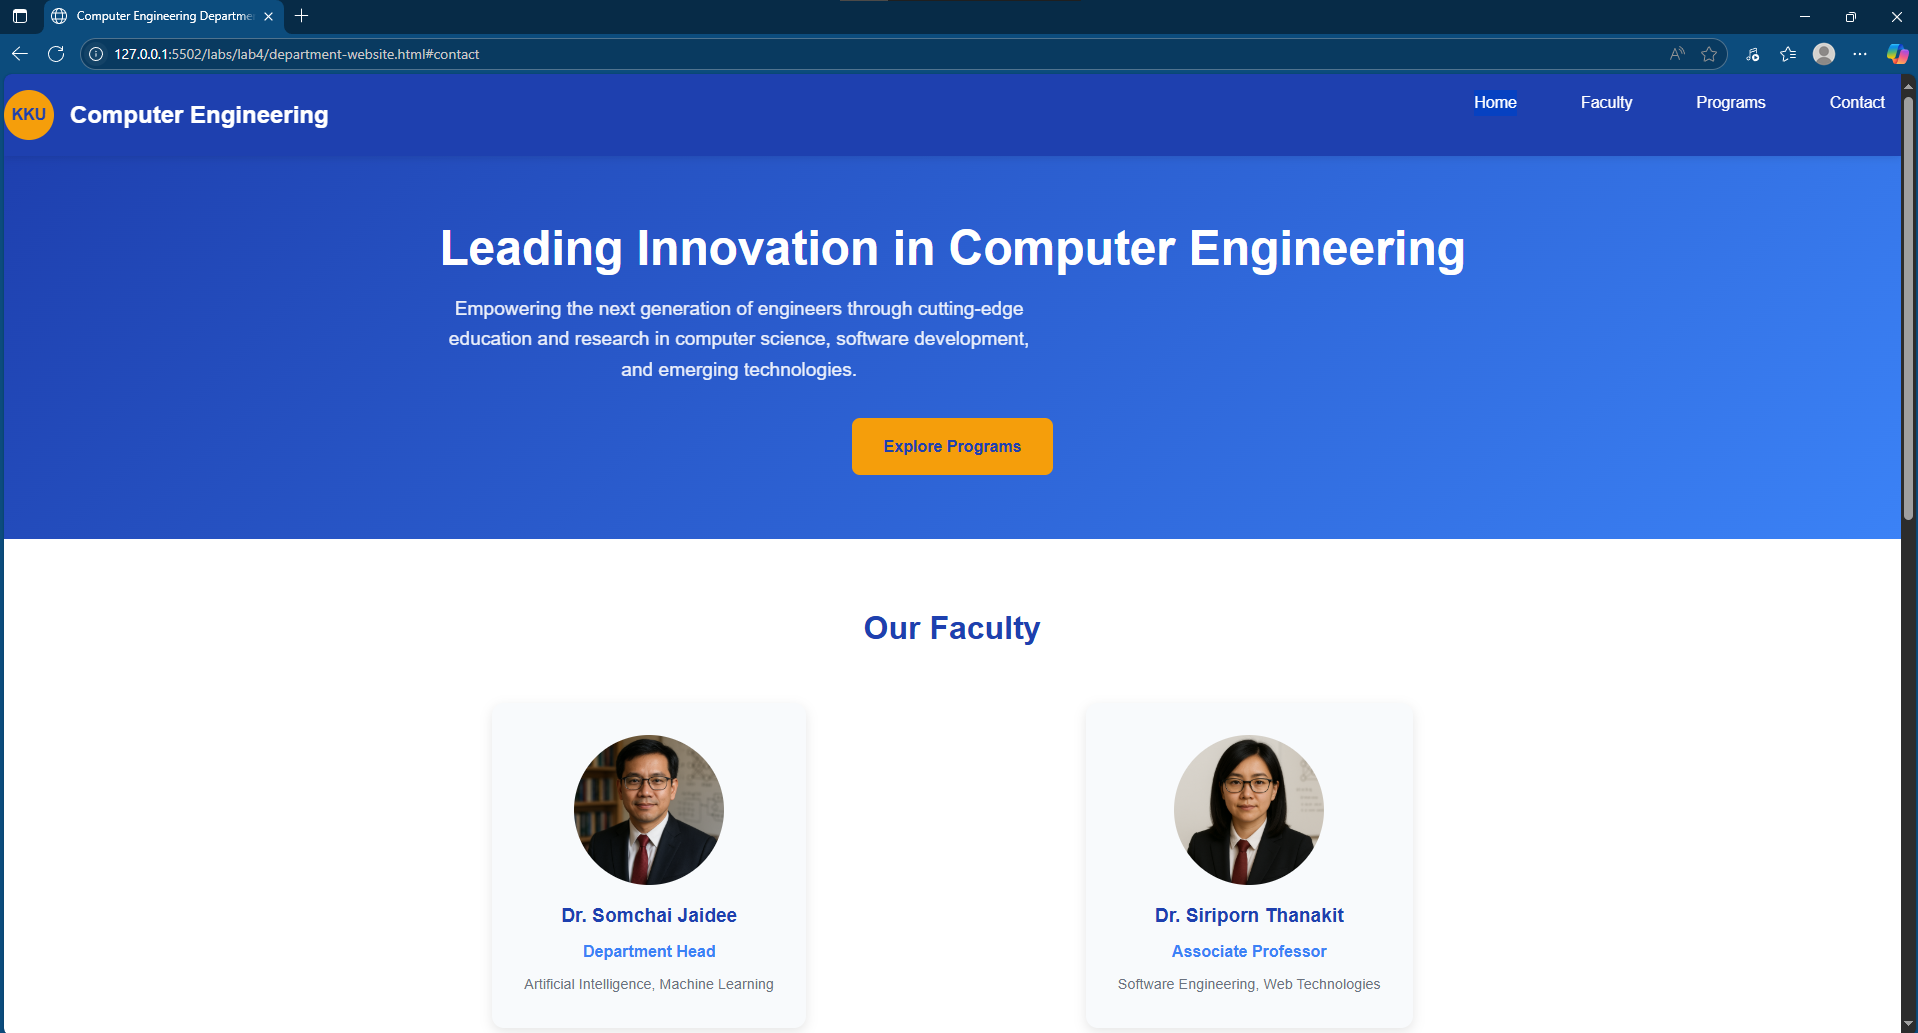 Computer Engineering Departme
127.0.0.1:5502/labs/lab4/department-website.html#contact
KKU
Computer Engineering
Home
Faculty
Programs
Contact
Leading Innovation in Computer Engineering
Empowering the next generation of engineers through cutting-edge
education and research in computer science, software development,
and emerging technologies.
Explore Programs
Our Faculty
Dr. Somchai Jaidee
Department Head
Artificial Intelligence, Machine Learning
Dr. Siriporn Thanakit
Associate Professor
Software Engineering, Web Technologies